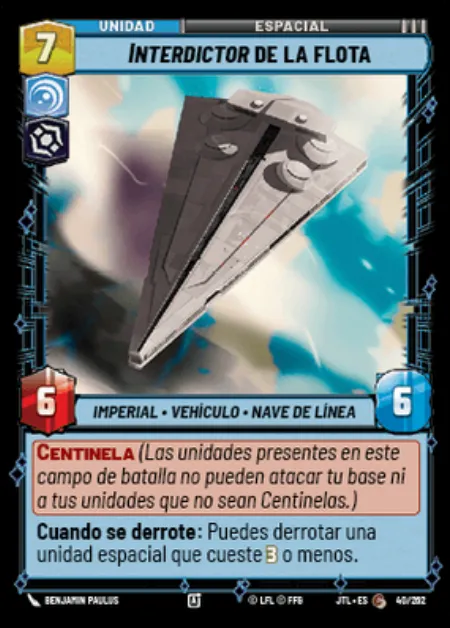 UNIDAD
ESPACIAL
7
INTERDICTOR DE LA FLOTA
6
IMPERIAL • VEHÍCULO • NAVE DE LÍNEA
6
CENTINELA (Las unidades presentes en este
campo de batalla no pueden atacar tu base ni
a tus unidades que no sean Centinelas.)
Cuando se derrote: Puedes derrotar una
unidad espacial que cueste 3 o menos.
BENJAMIN PAULUS
© LFL © FFG
JTL • ES
40/262